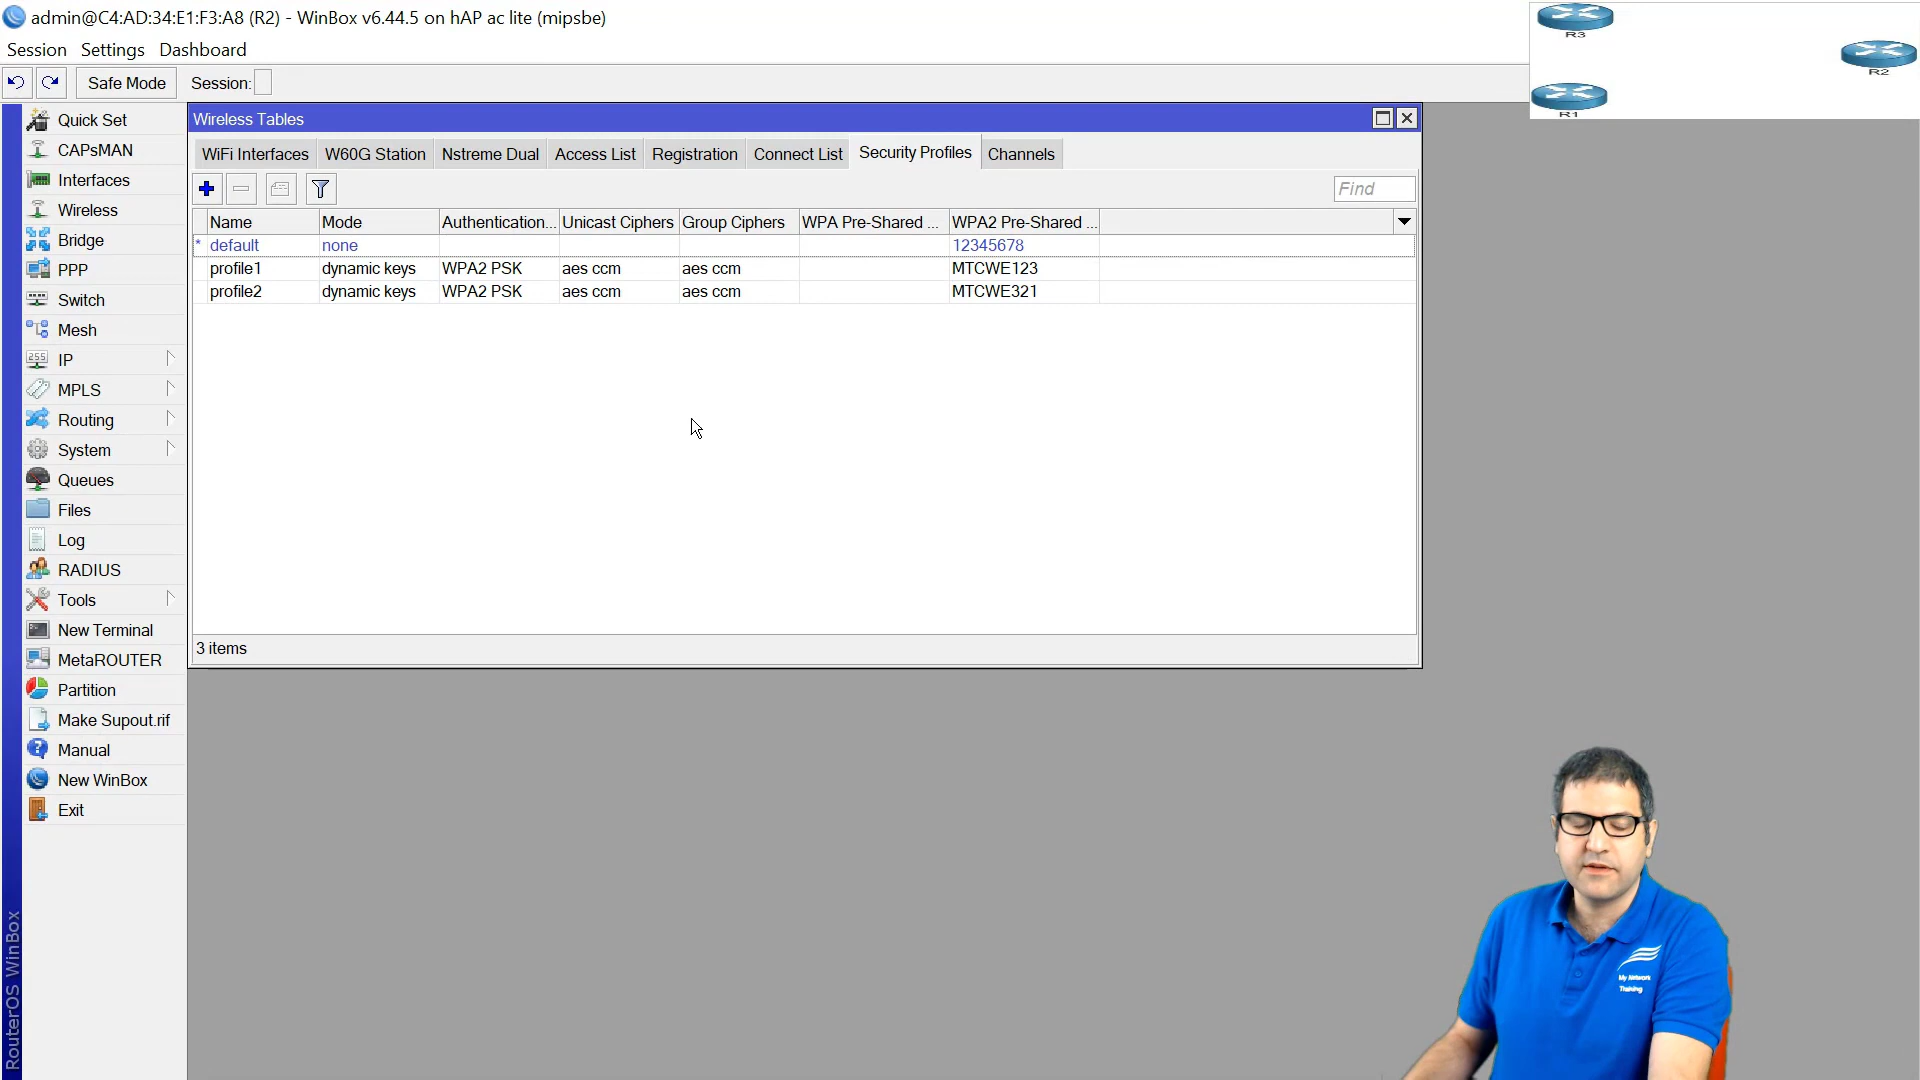 admin@C4:AD:34:E1:F3:A8 (R2) - WinBox v6.44.5 on hAP ac lite (mipsbe)
Session Settings Dashboard
Safe Mode Session:
R3
R2
R1
Quick Set
CAPsMAN
Interfaces
Wireless
Bridge
PPP
Switch
Mesh
IP
MPLS
Routing
System
Queues
Files
Log
RADIUS
Tools
New Terminal
MetaROUTER
Partition
Make Supout.rif
Manual
New WinBox
Exit
RouterOS WinBox
Wireless Tables
WiFi Interfaces W60G Station Nstreme Dual Access List Registration Connect List Security Profiles Channels
Find
Name Mode Authentication... Unicast Ciphers Group Ciphers WPA Pre-Shared ... WPA2 Pre-Shared ...
* default none 12345678
profile1 dynamic keys WPA2 PSK aes ccm aes ccm MTCWE123
profile2 dynamic keys WPA2 PSK aes ccm aes ccm MTCWE321
3 items
My Network
Training